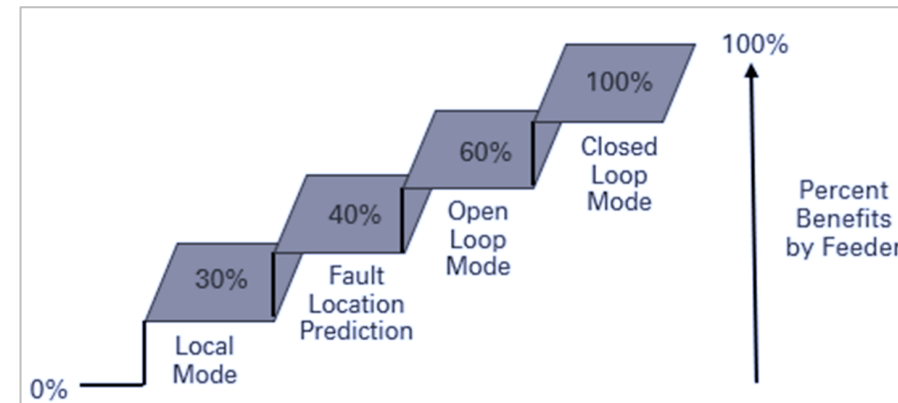 100%
100%
Closed
Loop
Mode
60%
Open
Loop
Mode
40%
Fault
Location
Prediction
30%
Local
Mode
0%
Percent
Benefits
by Feeder